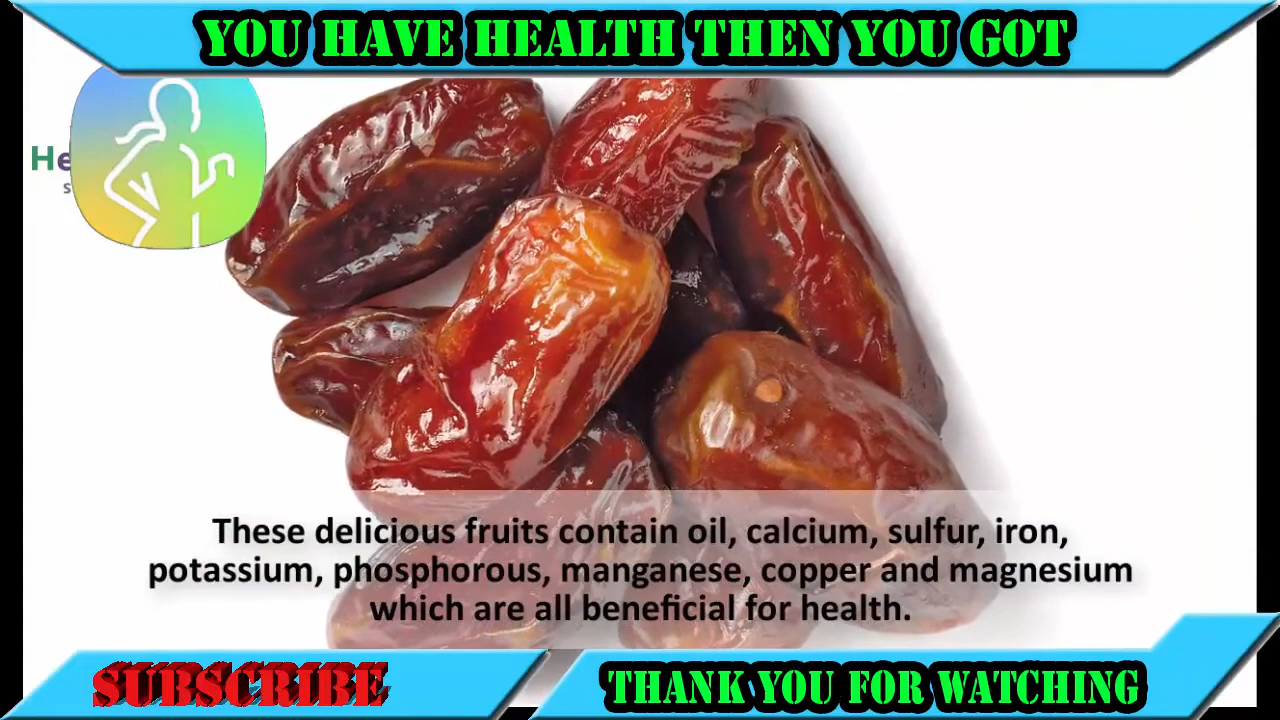 YOU HAVE HEALTH THEN YOU GOT
He
s
These delicious fruits contain oil, calcium, sulfur, iron,
potassium, phosphorous, manganese, copper and magnesium
which are all beneficial for health.
SUBSCRIBE
THANK YOU FOR WATCHING